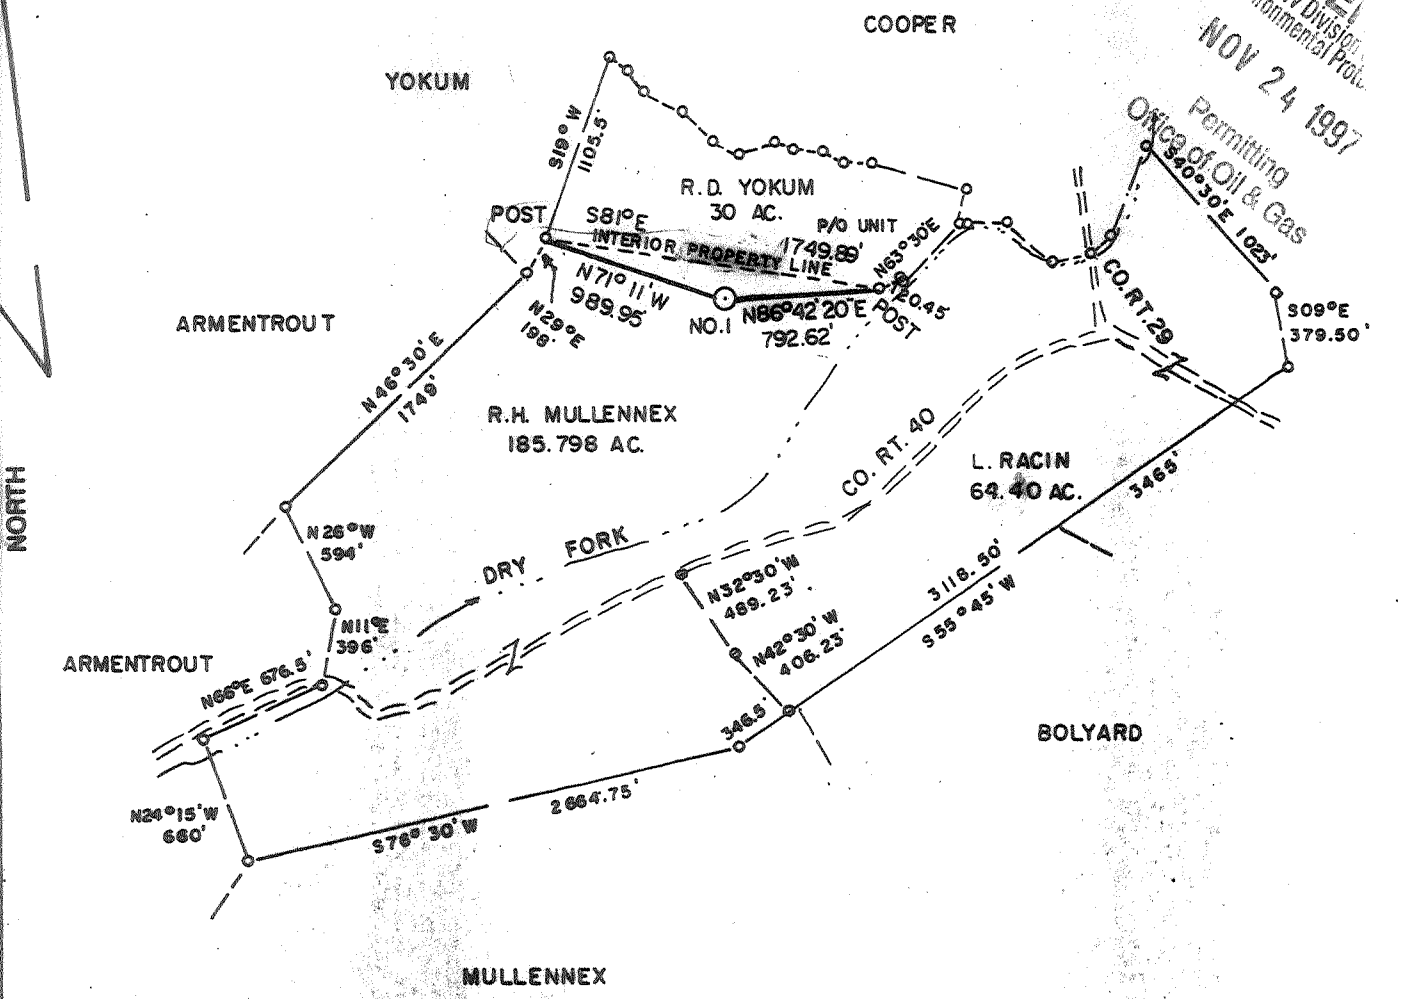 COOPER
NOV 24 1997
Permitting
Office of Oil & Gas
YOKUM
S19°W
1105.5'
R.D. YOKUM
30 AC.
POST
S81°E
P/O UNIT
1749.89'
INTERIOR PROPERTY LINE
N63°30'E
120.45'
S40°30'E 1023'
CO. RT. 29
S09°E
379.50'
N71°11'W
989.95'
NO.1
N86°42'20"E
792.62'
POST
N29°E
198'
ARMENTROUT
N46°30'E
1749'
R.H. MULLENNEX
185.798 AC.
CO. RT. 40
L. RACIN
64.40 AC.
3465'
NORTH
N26°W
594'
DRY FORK
N32°30'W
489.23'
3118.50'
S55°45'W
N11°E
396'
N42°30'W
406.23'
ARMENTROUT
N66°E 676.5'
346.5'
BOLYARD
N24°15'W
660'
2664.75'
S76°30'W
MULLENNEX